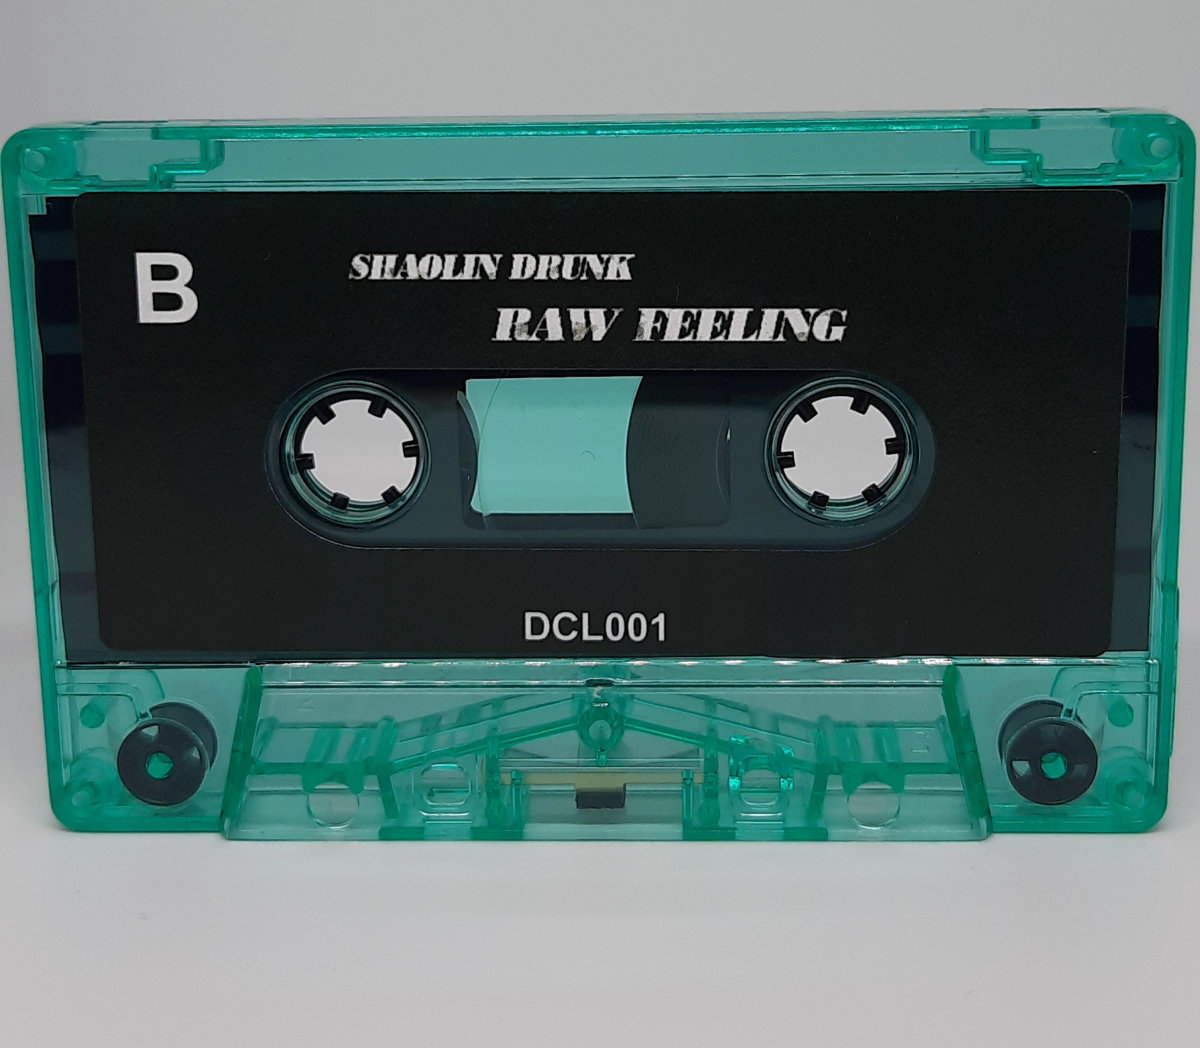 B
SHAOLIN DRUNK
RAW FEELING
DCL001